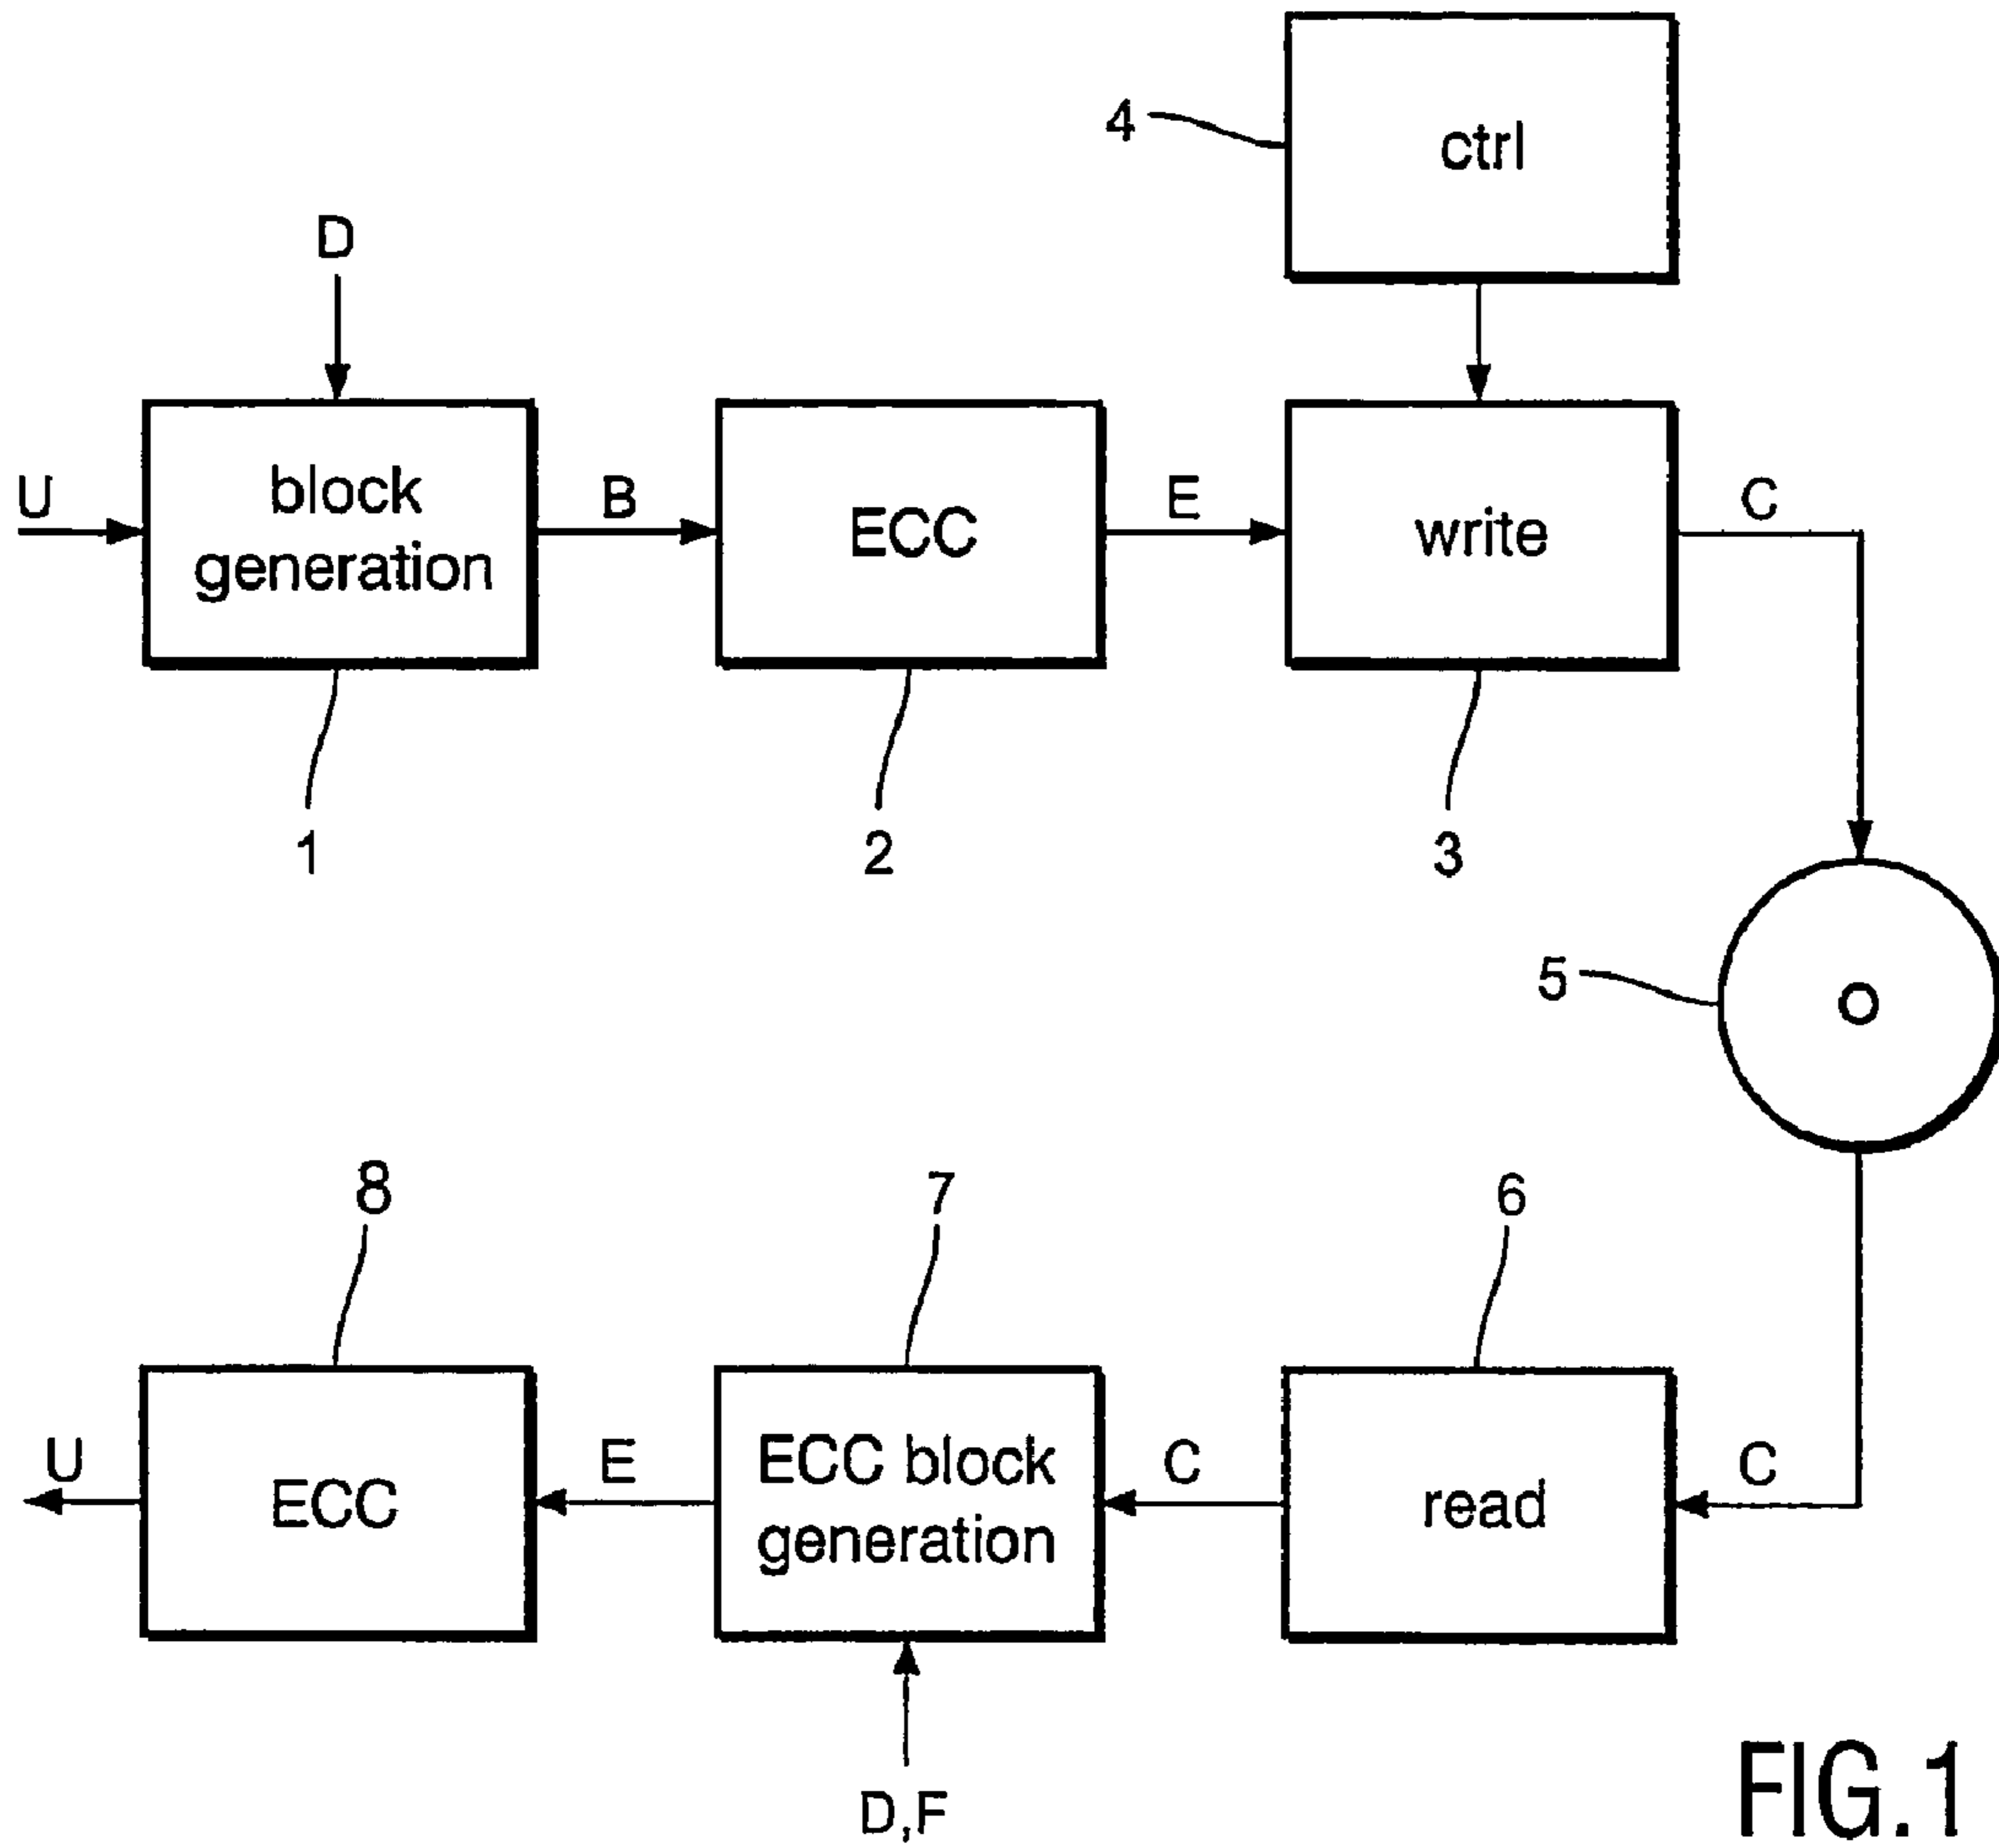 4
ctrl
D
U
block
generation
B
ECC
E
write
C
1
2
3
5
8
7
6
U
ECC
E
ECC block
generation
C
read
C
D,F
FIG.1